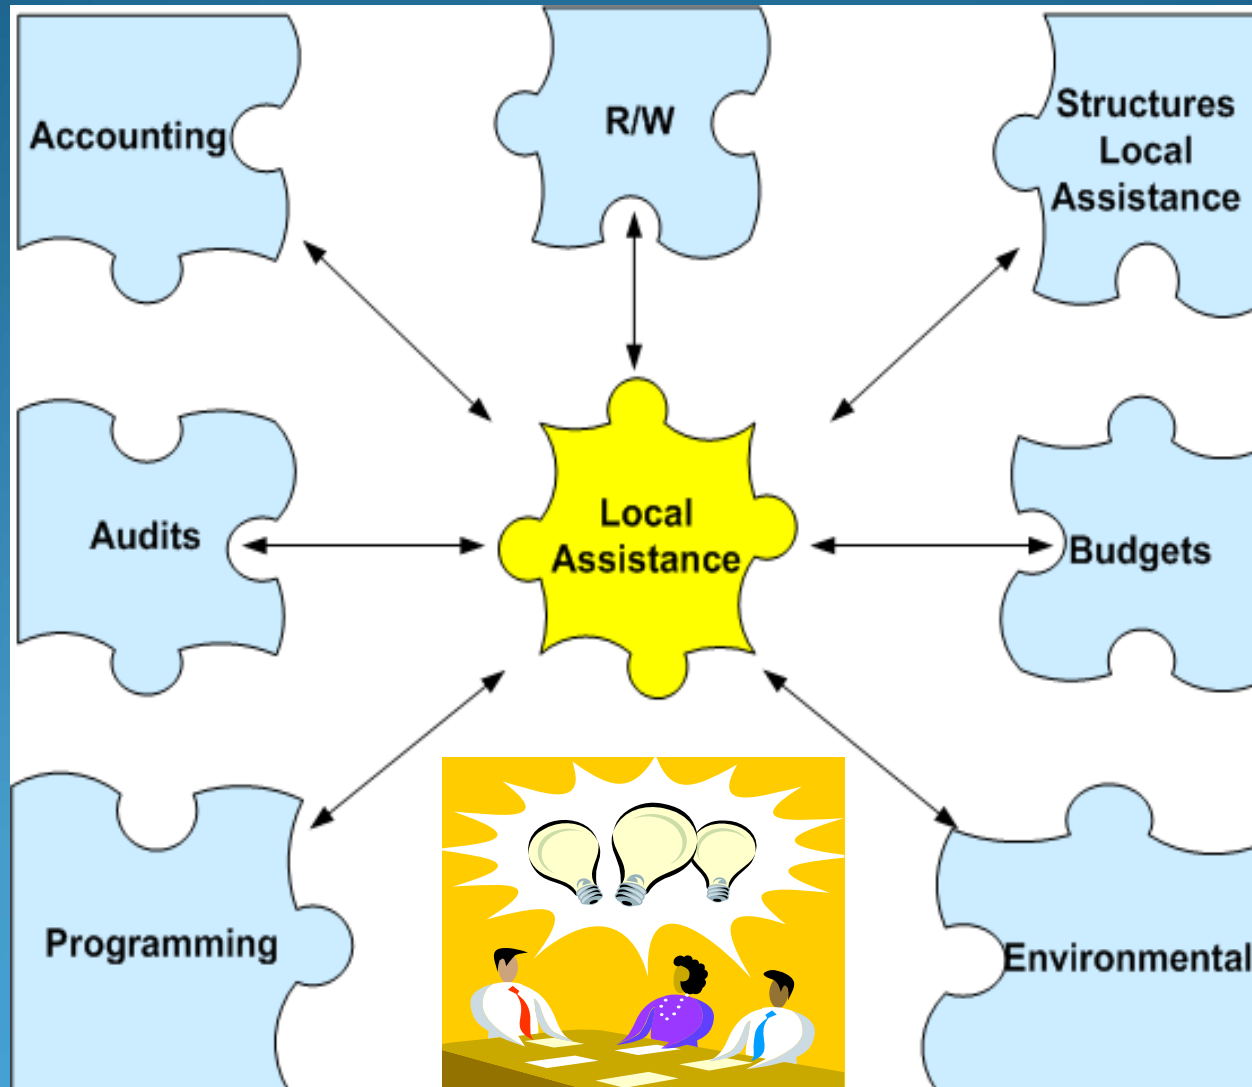 Accounting
R/W
Structures
Local
Assistance
Audits
Local
Assistance
Budgets
Programming
Environmental